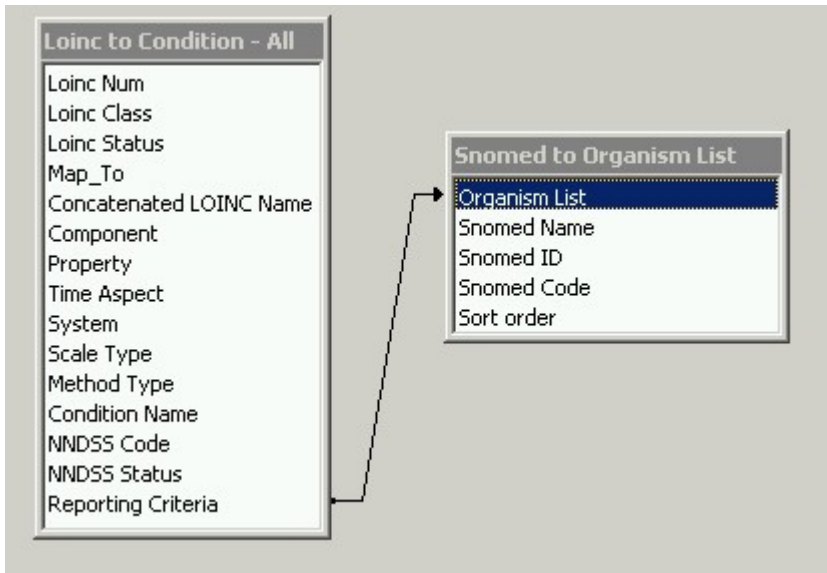 Loinc to Condition - All
Loinc Num
Loinc Class
Loinc Status
Map_To
Concatenated LOINC Name
Component
Property
Time Aspect
System
Scale Type
Method Type
Condition Name
NNDSS Code
NNDSS Status
Reporting Criteria
Snomed to Organism List
Organism List
Snomed Name
Snomed ID
Snomed Code
Sort order